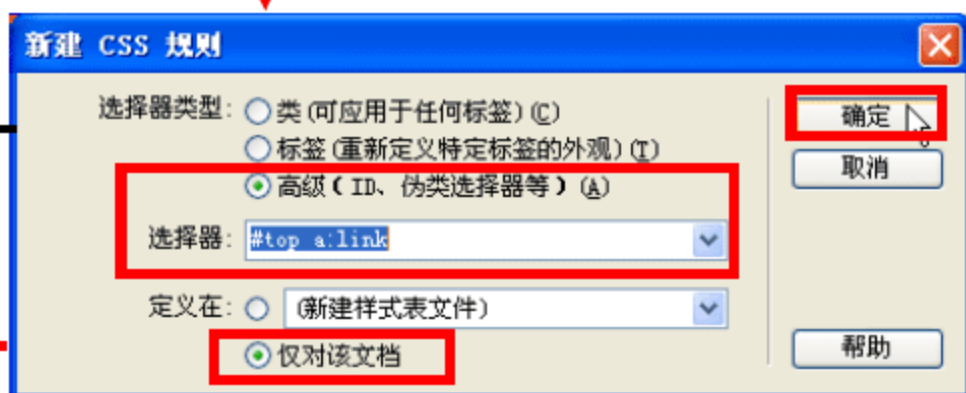 新建 CSS 规则
选择器类型: 类(可应用于任何标签)(C)
确定
标签(重新定义特定标签的外观)(T)
取消
高级(ID、伪类选择器等)(A)
选择器: #top a:link
定义在: (新建样式表文件)
仅对该文档
帮助